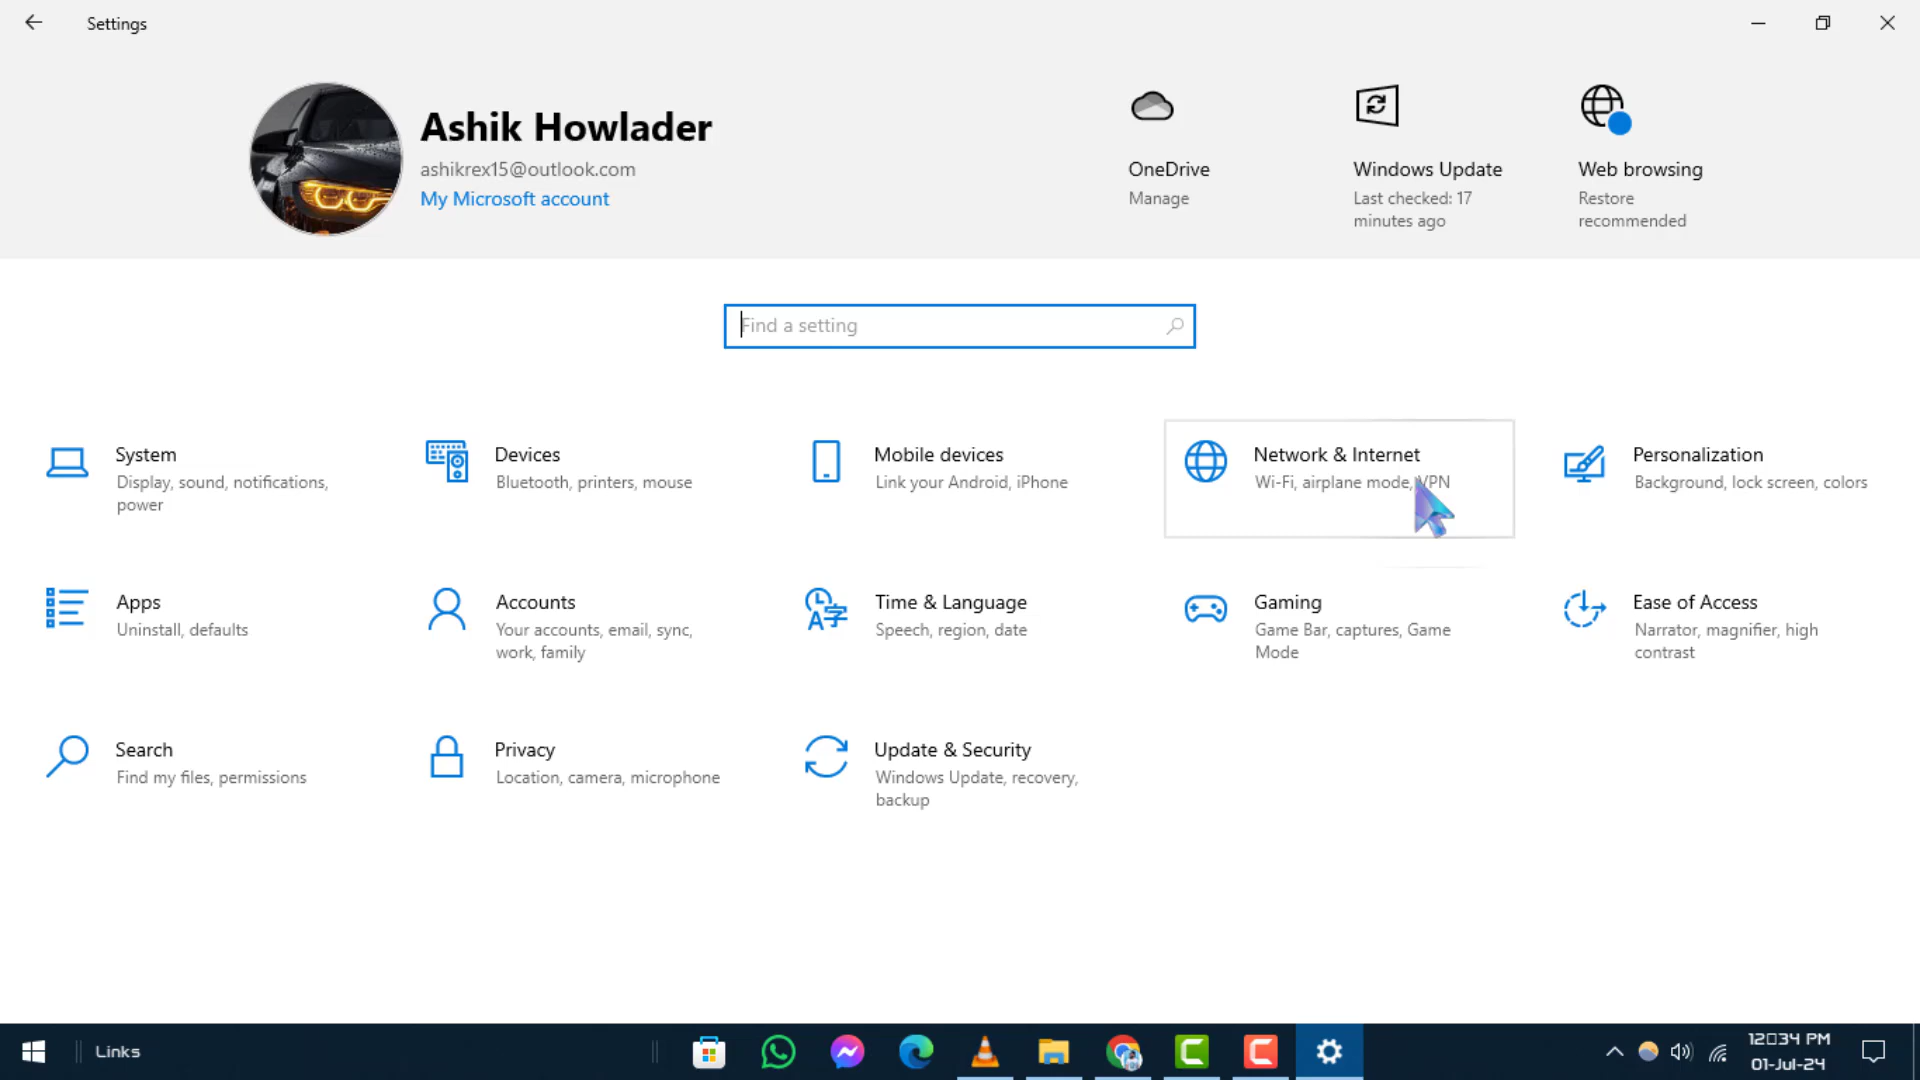 Settings
Ashik Howlader
ashikrex15@outlook.com
My Microsoft account
OneDrive
Manage
Windows Update
Last checked: 17
minutes ago
Web browsing
Restore
recommended
Find a setting
System
Display, sound, notifications,
power
Devices
Bluetooth, printers, mouse
Mobile devices
Link your Android, iPhone
Network & Internet
Wi-Fi, airplane mode, VPN
Personalization
Background, lock screen, colors
Apps
Uninstall, defaults
Accounts
Your accounts, email, sync,
work, family
Time & Language
Speech, region, date
Gaming
Game Bar, captures, Game
Mode
Ease of Access
Narrator, magnifier, high
contrast
Search
Find my files, permissions
Privacy
Location, camera, microphone
Update & Security
Windows Update, recovery,
backup
Links
12▯34 PM
01-Jul-24